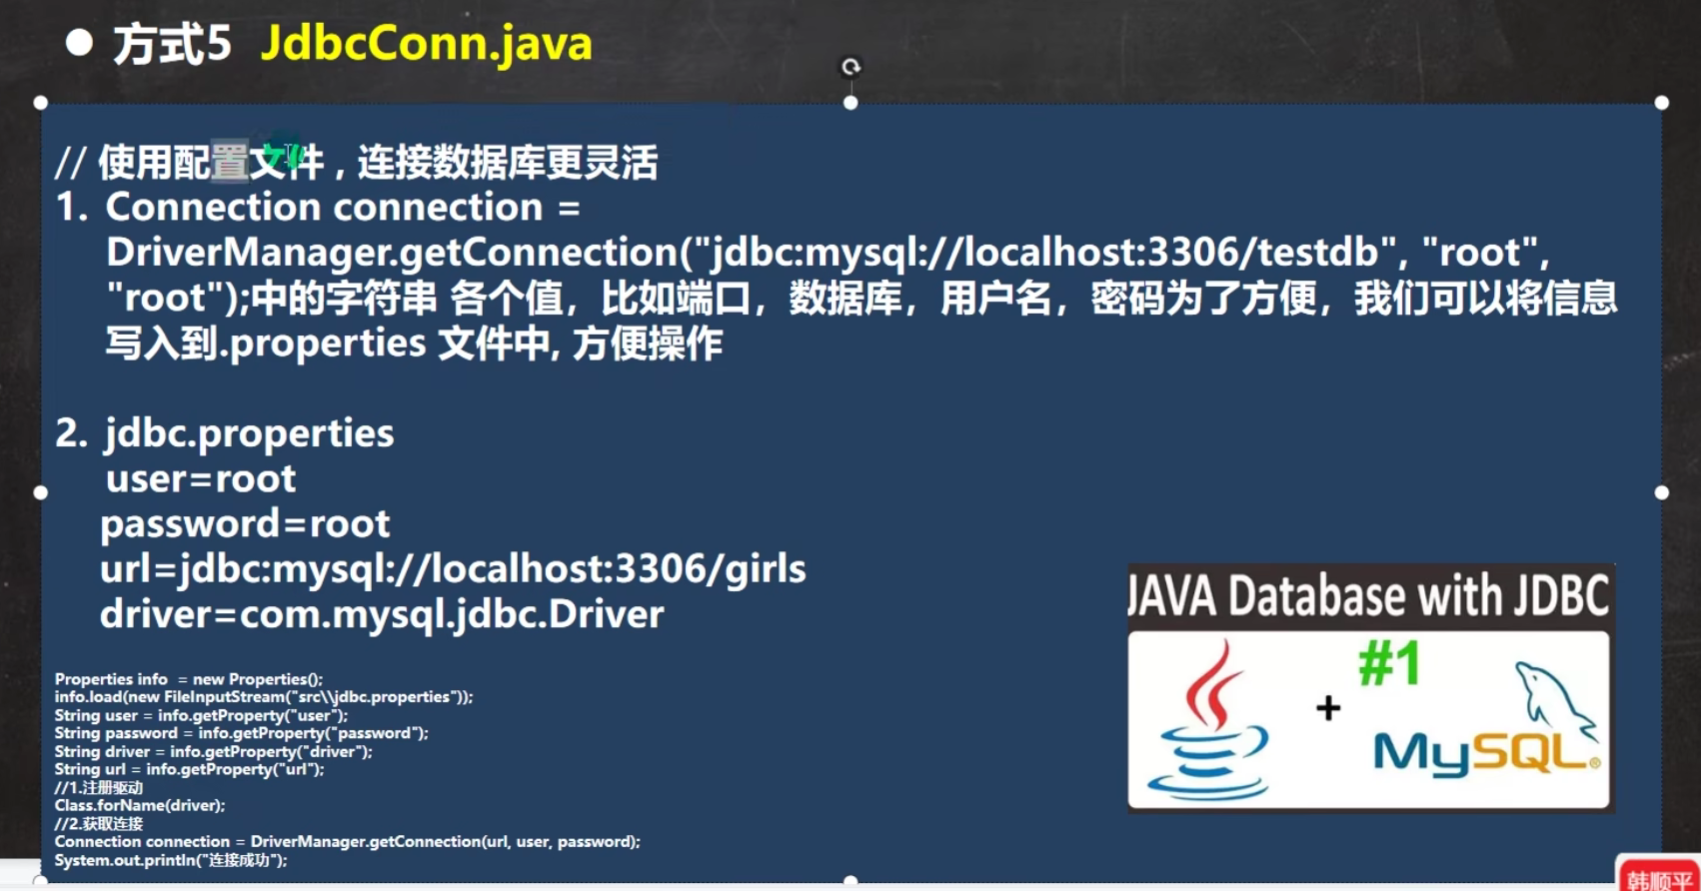 ● 方式5 JdbcConn.java
// 使用配置文件 , 连接数据库更灵活
1. Connection connection =
DriverManager.getConnection("jdbc:mysql://localhost:3306/testdb", "root",
"root");中的字符串 各个值，比如端口，数据库，用户名，密码为了方便，我们可以将信息
写入到.properties 文件中, 方便操作
2. jdbc.properties
user=root
password=root
url=jdbc:mysql://localhost:3306/girls
driver=com.mysql.jdbc.Driver
Properties info  = new Properties();
info.load(new FileInputStream("src\\jdbc.properties"));
String user = info.getProperty("user");
String password = info.getProperty("password");
String driver = info.getProperty("driver");
String url = info.getProperty("url");
//1.注册驱动
Class.forName(driver);
//2.获取连接
Connection connection = DriverManager.getConnection(url, user, password);
System.out.println("连接成功");
JAVA Database with JDBC
#1
+
MySQL®
韩顺平